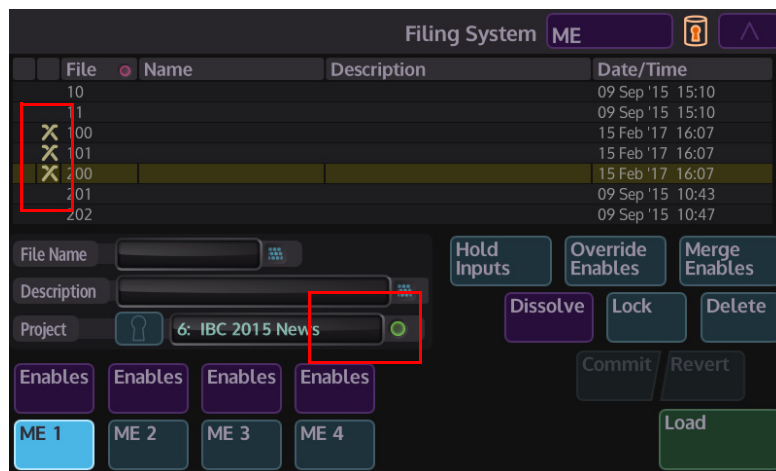 Filing System ME
File Name Description Date/Time
10 09 Sep '15 15:10
11 09 Sep '15 15:10
100 15 Feb '17 16:07
101 15 Feb '17 16:07
200 15 Feb '17 16:07
201 09 Sep '15 10:43
202 09 Sep '15 10:47
File Name
Hold Inputs
Override Enables
Merge Enables
Description
Dissolve Lock Delete
Project 6: IBC 2015 News
Commit Revert
Enables Enables Enables Enables
ME 1 ME 2 ME 3 ME 4 Load